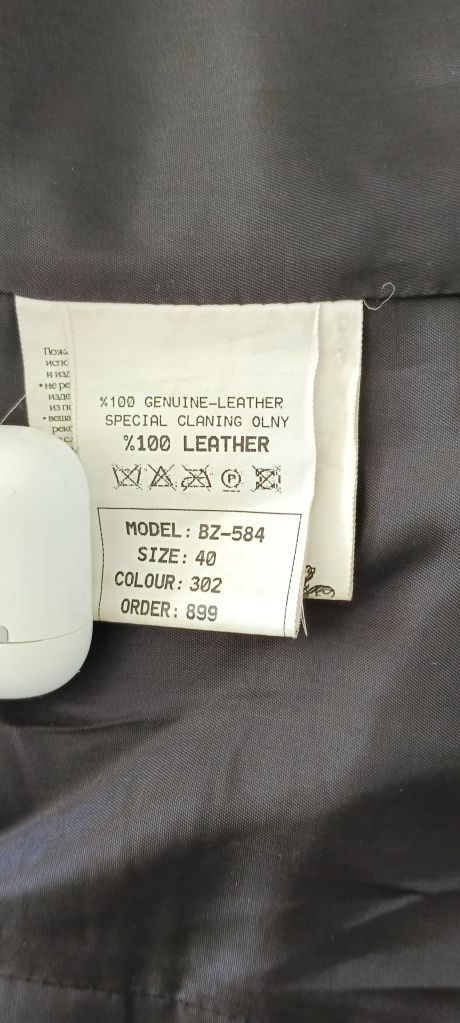 %100 GENUINE-LEATHER
SPECIAL CLANING OLNY
%100 LEATHER
P
MODEL: BZ-584
SIZE: 40
COLOUR: 302
ORDER: 899